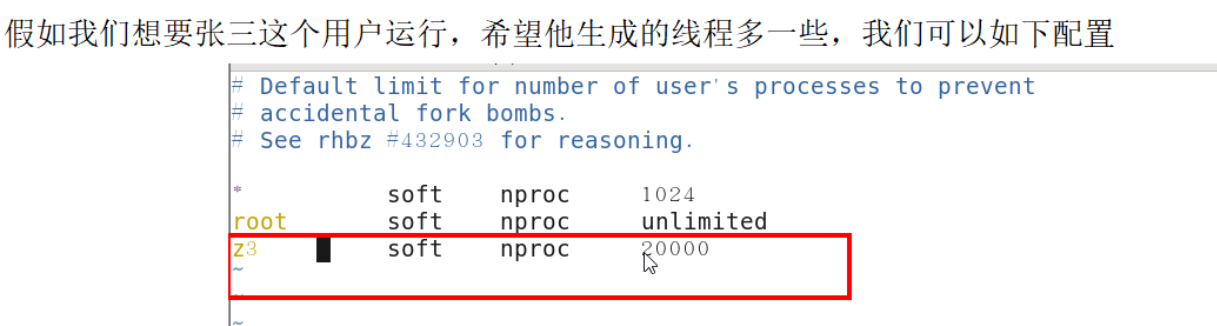 假如我们想要张三这个用户运行，希望他生成的线程多一些，我们可以如下配置
# Default limit for number of user's processes to prevent
# accidental fork bombs.
# See rhbz #432903 for reasoning.
* soft nproc 1024
root soft nproc unlimited
z3 soft nproc 20000
~
~
~